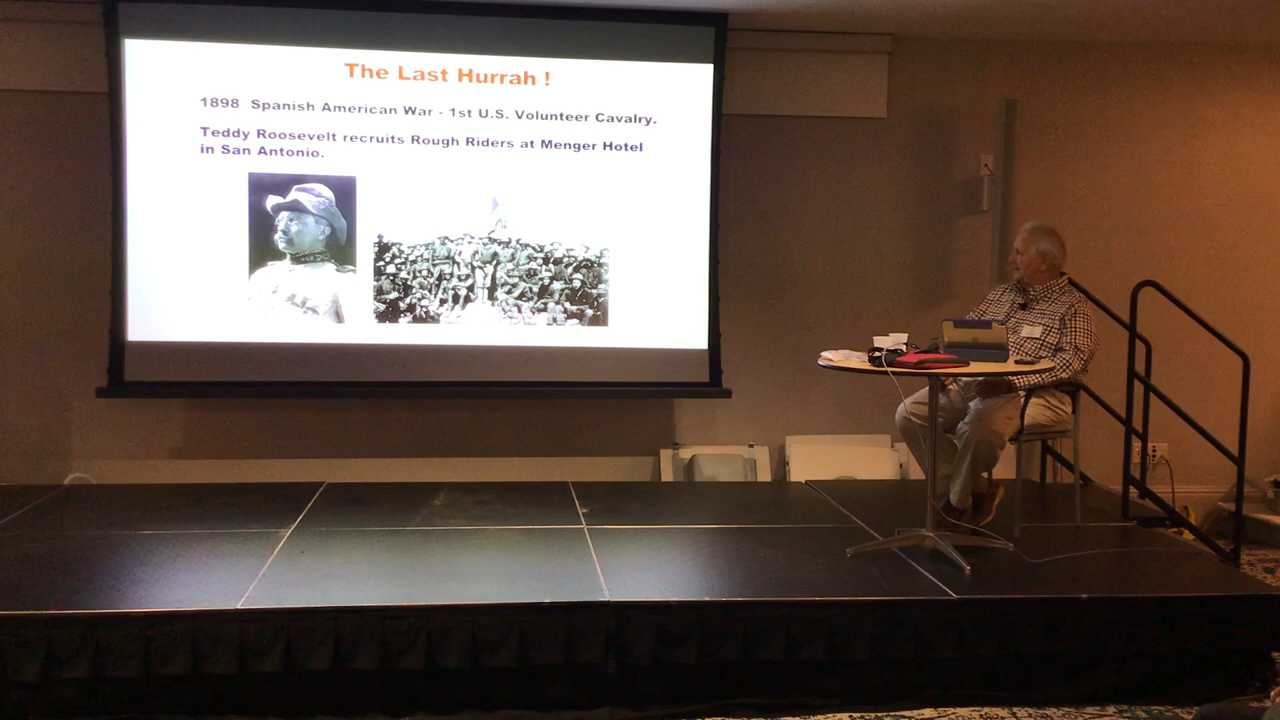 The Last Hurrah !
1898 Spanish American War - 1st U.S. Volunteer Cavalry.
Teddy Roosevelt recruits Rough Riders at Menger Hotel
in San Antonio.